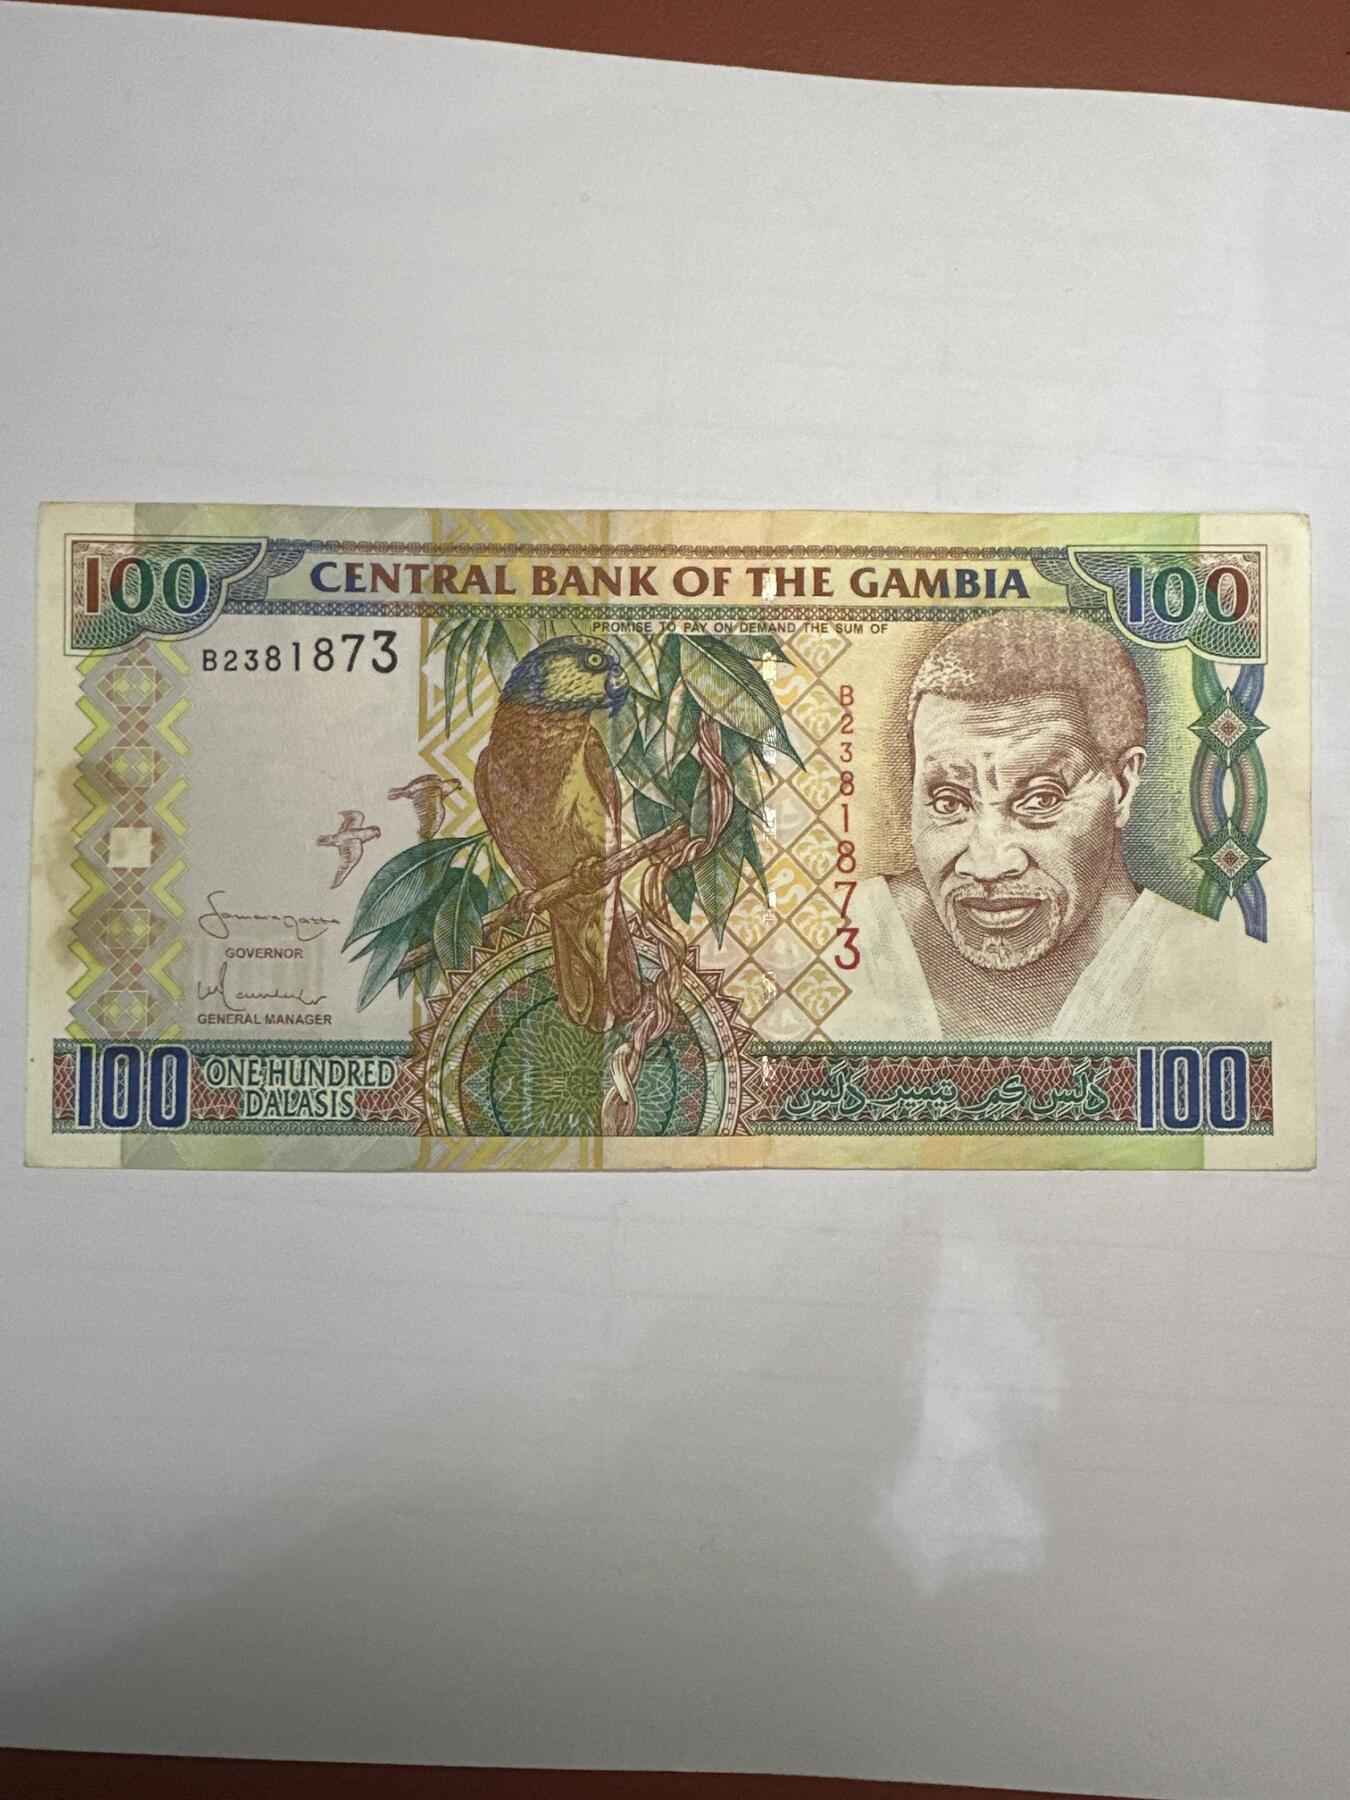 100 CENTRAL BANK OF THE GAMBIA 100
PROMISE TO PAY ON DEMAND THE SUM OF
B2381873
B2381873
GOVERNOR
GENERAL MANAGER
100 ONE HUNDRED
DALASIS
100